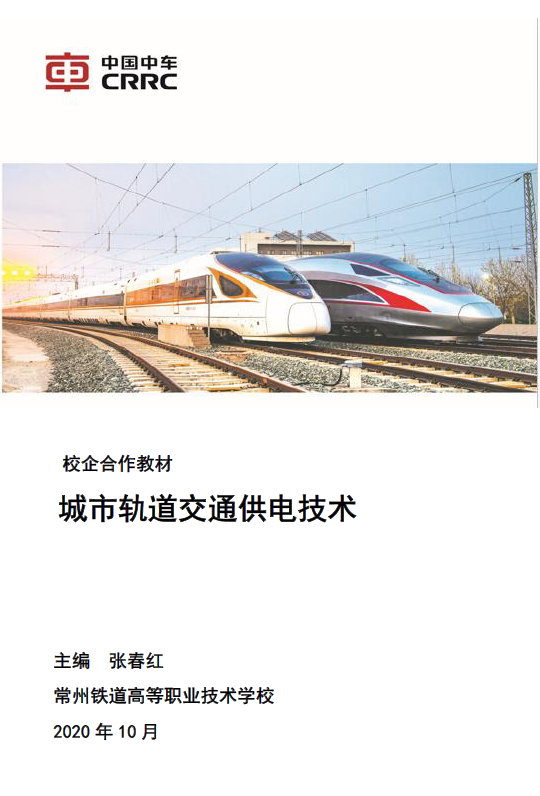 中国中车
CRRC
校企合作教材
城市轨道交通供电技术
主编 张春红
常州铁道高等职业技术学校
2020 年 10 月